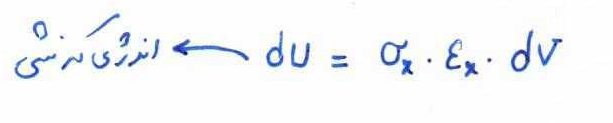 انرژی کرنشی ← dU = σx . εx . dV